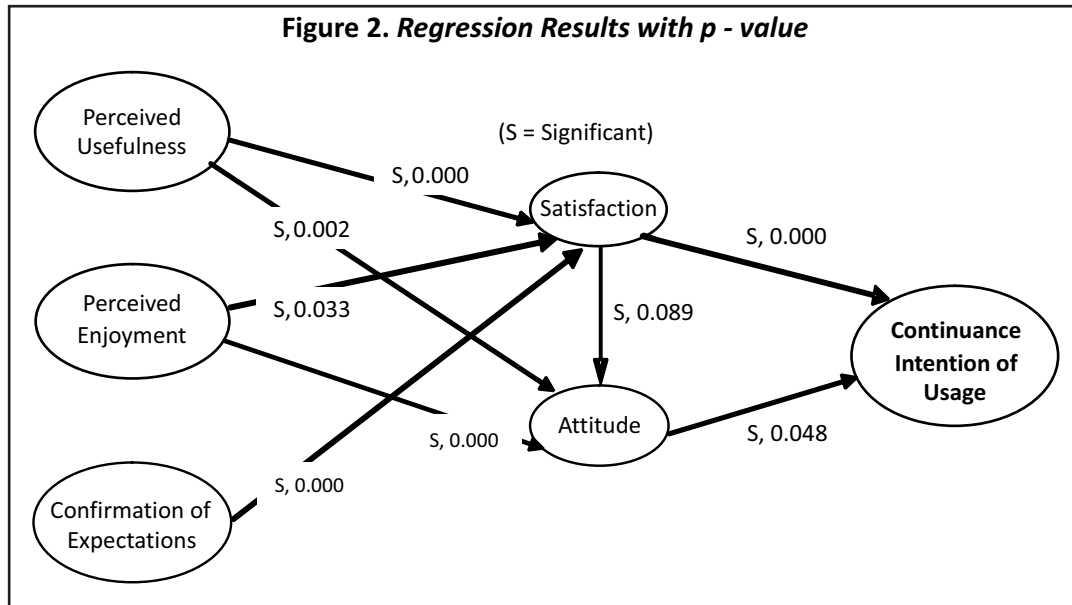 Figure 2. Regression Results with p - value
Perceived
Usefulness
(S = Significant)
S, 0.000
Satisfaction
S, 0.002
S, 0.000
Perceived
Enjoyment
S, 0.033
S, 0.089
Continuance
Intention of
Usage
Attitude
S, 0.000
S, 0.048
S, 0.000
Confirmation of
Expectations